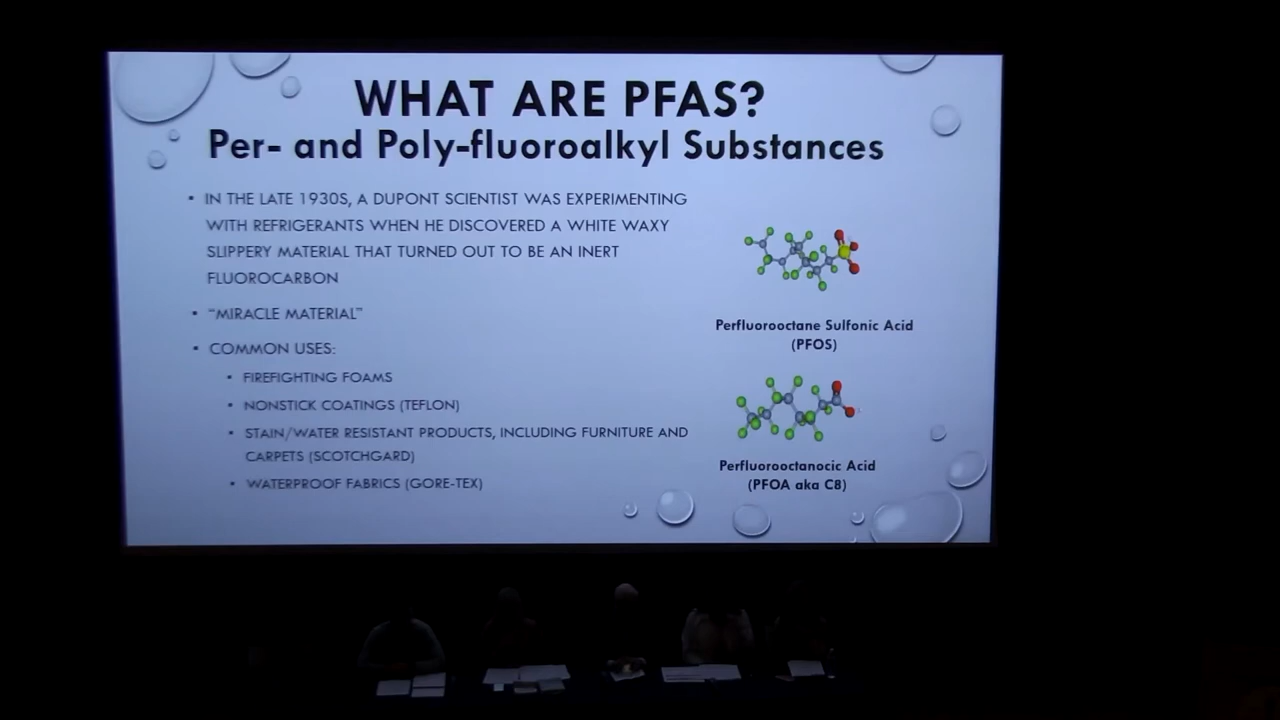 WHAT ARE PFAS?
Per- and Poly-fluoroalkyl Substances
• IN THE LATE 1930S, A DUPONT SCIENTIST WAS EXPERIMENTING
WITH REFRIGERANTS WHEN HE DISCOVERED A WHITE WAXY
SLIPPERY MATERIAL THAT TURNED OUT TO BE AN INERT
FLUOROCARBON
• "MIRACLE MATERIAL"
• COMMON USES:
• FIREFIGHTING FOAMS
• NONSTICK COATINGS (TEFLON)
• STAIN/WATER RESISTANT PRODUCTS, INCLUDING FURNITURE AND
CARPETS (SCOTCHGARD)
• WATERPROOF FABRICS (GORE-TEX)
Perfluorooctane Sulfonic Acid
(PFOS)
Perfluorooctanocic Acid
(PFOA aka C8)